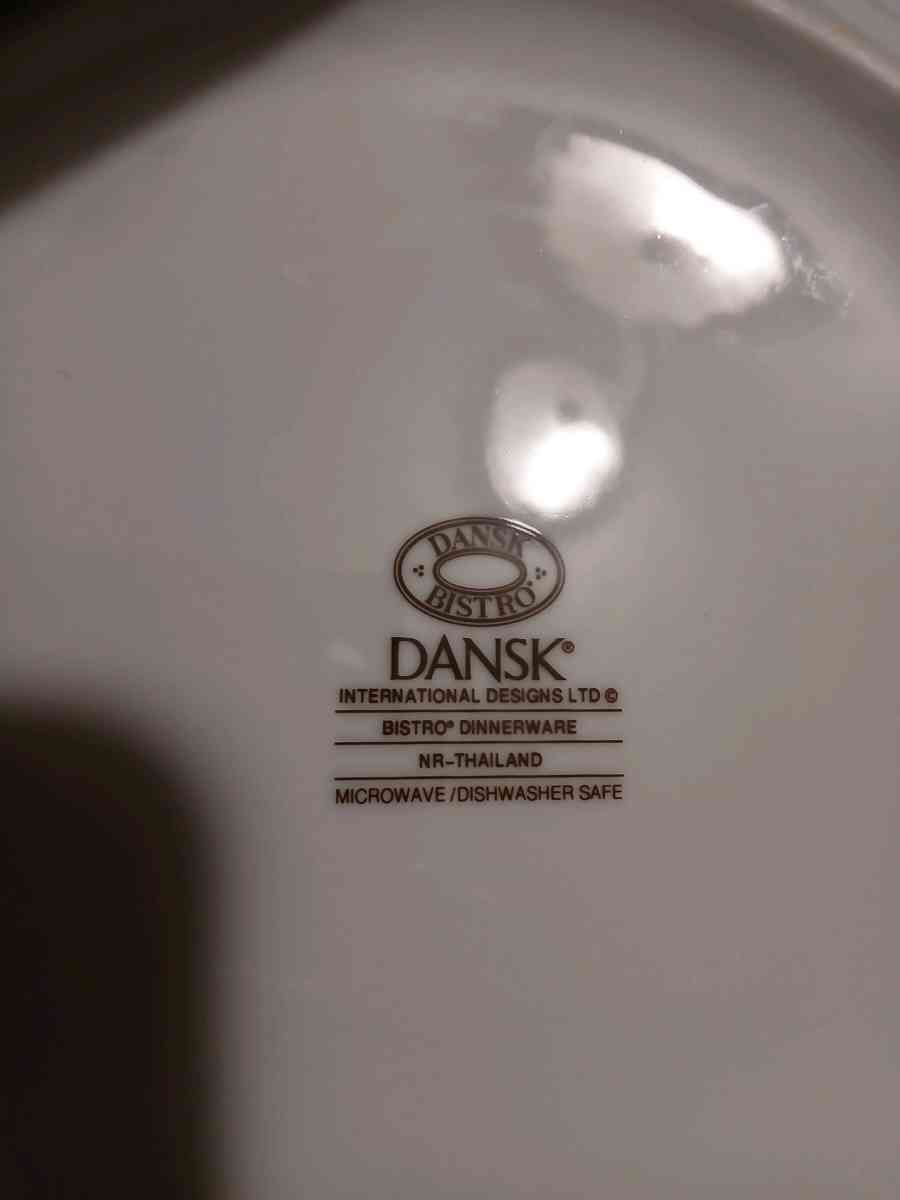 DANSK
BISTRO®
DANSK®
INTERNATIONAL DESIGNS LTD ©
BISTRO® DINNERWARE
NR-THAILAND
MICROWAVE / DISHWASHER SAFE